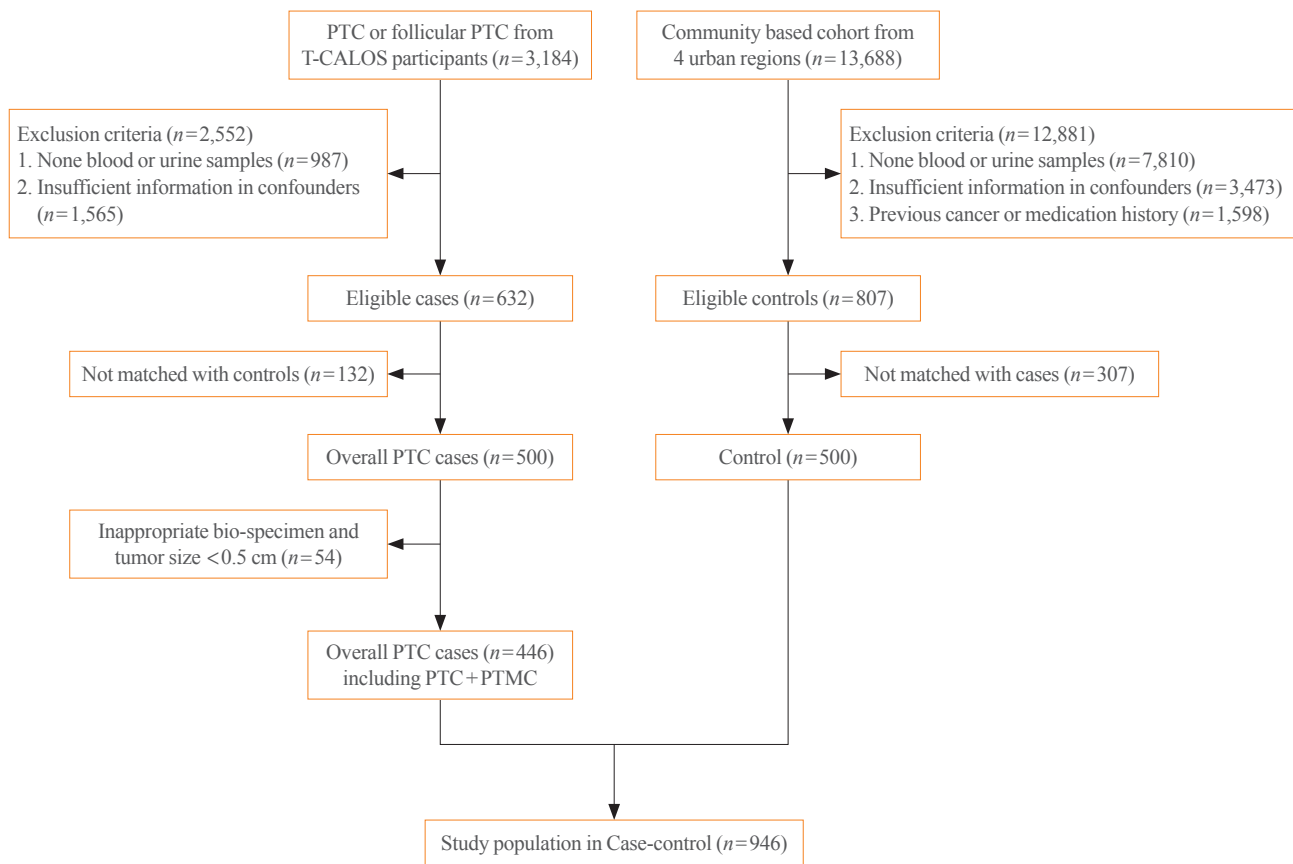 PTC or follicular PTC from
T-CALOS participants (n=3,184)
Community based cohort from
4 urban regions (n=13,688)
Exclusion criteria (n=2,552)
1. None blood or urine samples (n=987)
2. Insufficient information in confounders
(n=1,565)
Exclusion criteria (n=12,881)
1. None blood or urine samples (n=7,810)
2. Insufficient information in confounders (n=3,473)
3. Previous cancer or medication history (n=1,598)
Eligible cases (n=632)
Eligible controls (n=807)
Not matched with controls (n=132)
Not matched with cases (n=307)
Overall PTC cases (n=500)
Control (n=500)
Inappropriate bio-specimen and
tumor size <0.5 cm (n=54)
Overall PTC cases (n=446)
including PTC+PTMC
Study population in Case-control (n=946)